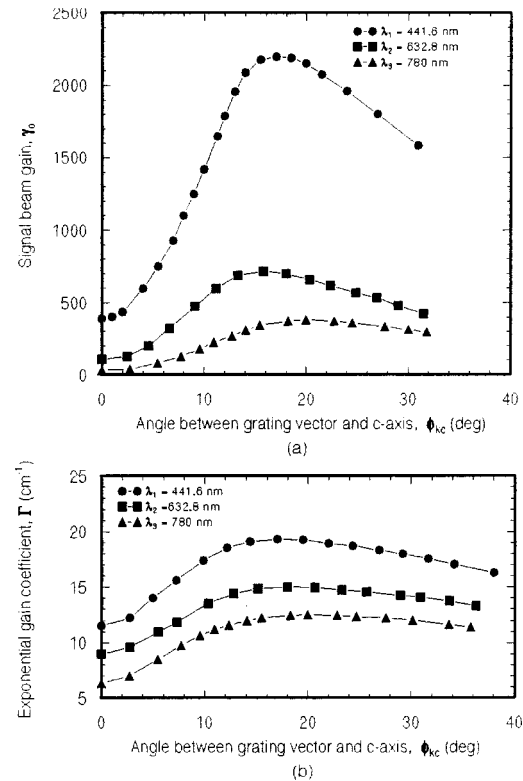 2500
2000
1500
1000
500
0
Signal beam gain, γ₀
λ₁ = 441.6 nm
λ₂ = 632.8 nm
λ₃ = 780 nm
0 10 20 30 40
Angle between grating vector and c-axis, ϕkc (deg)
(a)
25
20
15
10
5
Exponential gain coefficient, Γ (cm⁻¹)
λ₁ = 441.6 nm
λ₂ = 632.8 nm
λ₃ = 780 nm
0 10 20 30 40
Angle between grating vector and c-axis, ϕkc (deg)
(b)